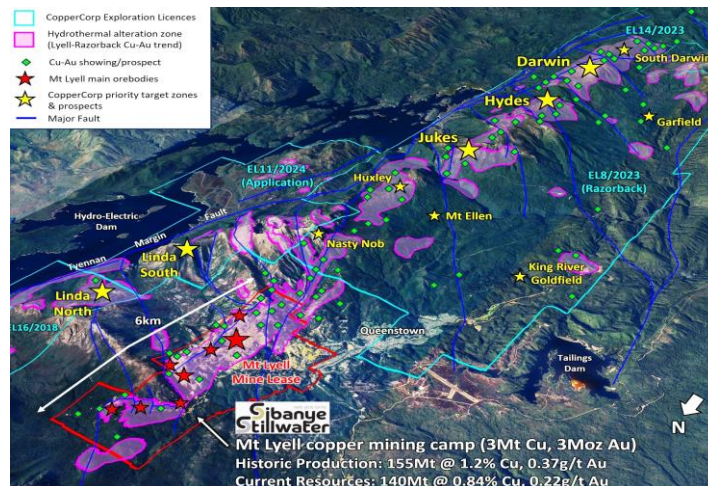 CopperCorp Exploration Licences
Hydrothermal alteration zone
(Lyell-Razorback Cu-Au trend)
Cu-Au showing/prospect
Mt Lyell main orebodies
CopperCorp priority target zones
& prospects
Major Fault
EL14/2023
South Darwin
Darwin
Hydes
Garfield
Jukes
EL11/2024
(Application)
Huxley
EL8/2023
(Razorback)
Hydro-Electric
Dam
Mt Ellen
Tyennan Margin Fault
Nasty Nob
Linda
South
King River
Goldfield
Linda
North
EL16/2018
6km
Queenstown
Mt Lyell
Mine Lease
Tailings
Dam
Sibanye
Stillwater
N
Mt Lyell copper mining camp (3Mt Cu, 3Moz Au)
Historic Production: 155Mt @ 1.2% Cu, 0.37g/t Au
Current Resources: 140Mt @ 0.84% Cu, 0.22g/t Au